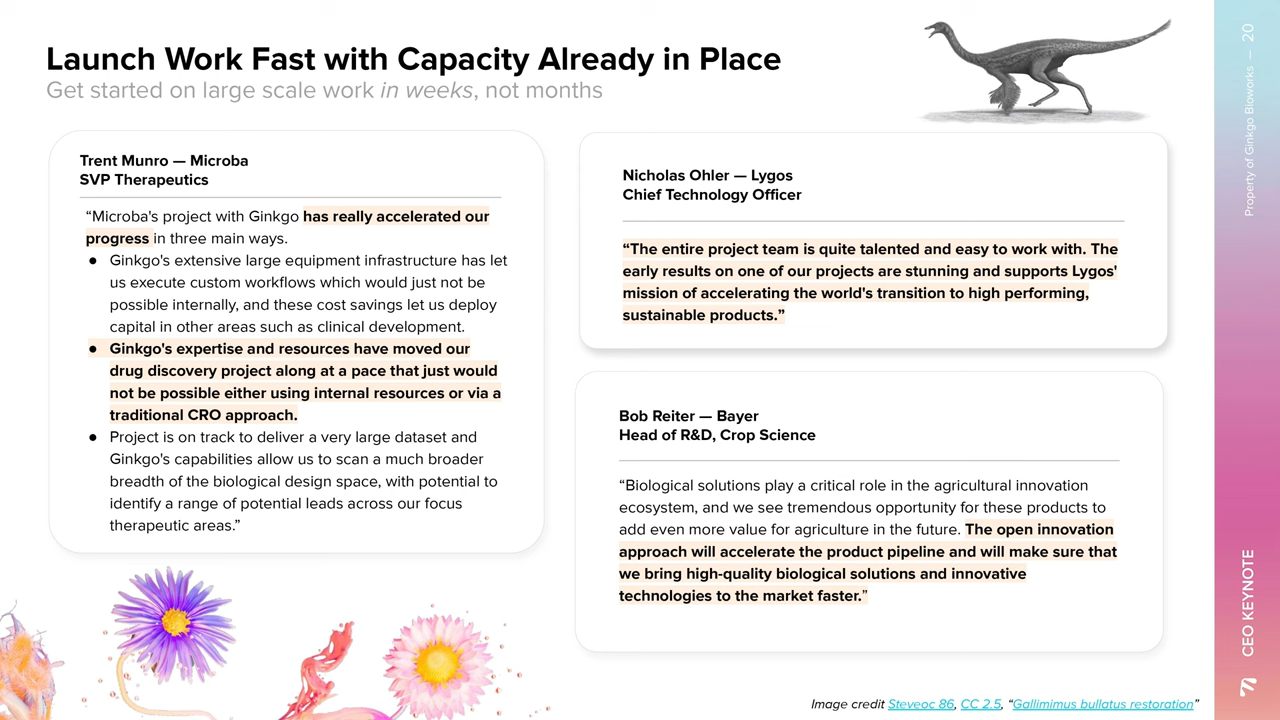 Launch Work Fast with Capacity Already in Place
Get started on large scale work in weeks, not months
Trent Munro — Microba
SVP Therapeutics
“Microba's project with Ginkgo has really accelerated our
progress in three main ways.
● Ginkgo's extensive large equipment infrastructure has let
us execute custom workflows which would just not be
possible internally, and these cost savings let us deploy
capital in other areas such as clinical development.
● Ginkgo's expertise and resources have moved our
drug discovery project along at a pace that just would
not be possible either using internal resources or via a
traditional CRO approach.
● Project is on track to deliver a very large dataset and
Ginkgo's capabilities allow us to scan a much broader
breadth of the biological design space, with potential to
identify a range of potential leads across our focus
therapeutic areas.”
Nicholas Ohler — Lygos
Chief Technology Officer
“The entire project team is quite talented and easy to work with. The
early results on one of our projects are stunning and supports Lygos'
mission of accelerating the world's transition to high performing,
sustainable products.”
Bob Reiter — Bayer
Head of R&D, Crop Science
“Biological solutions play a critical role in the agricultural innovation
ecosystem, and we see tremendous opportunity for these products to
add even more value for agriculture in the future. The open innovation
approach will accelerate the product pipeline and will make sure that
we bring high-quality biological solutions and innovative
technologies to the market faster.”
Image credit Steveoc 86, CC 2.5, “Gallimimus bullatus restoration”
Property of Ginkgo Bioworks — 20
CEO KEYNOTE